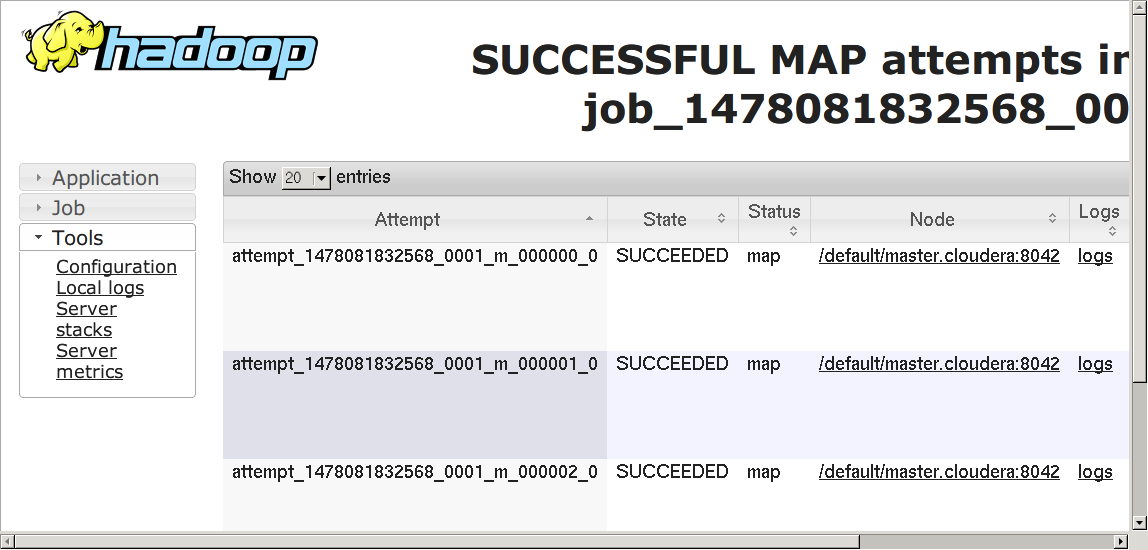 hadoop
SUCCESSFUL MAP attempts in
job_1478081832568_00
Application
Job
Tools
Configuration
Local logs
Server
stacks
Server
metrics
Show 20 entries
Attempt State Status Node Logs
attempt_1478081832568_0001_m_000000_0 SUCCEEDED map /default/master.cloudera:8042 logs
attempt_1478081832568_0001_m_000001_0 SUCCEEDED map /default/master.cloudera:8042 logs
attempt_1478081832568_0001_m_000002_0 SUCCEEDED map /default/master.cloudera:8042 logs